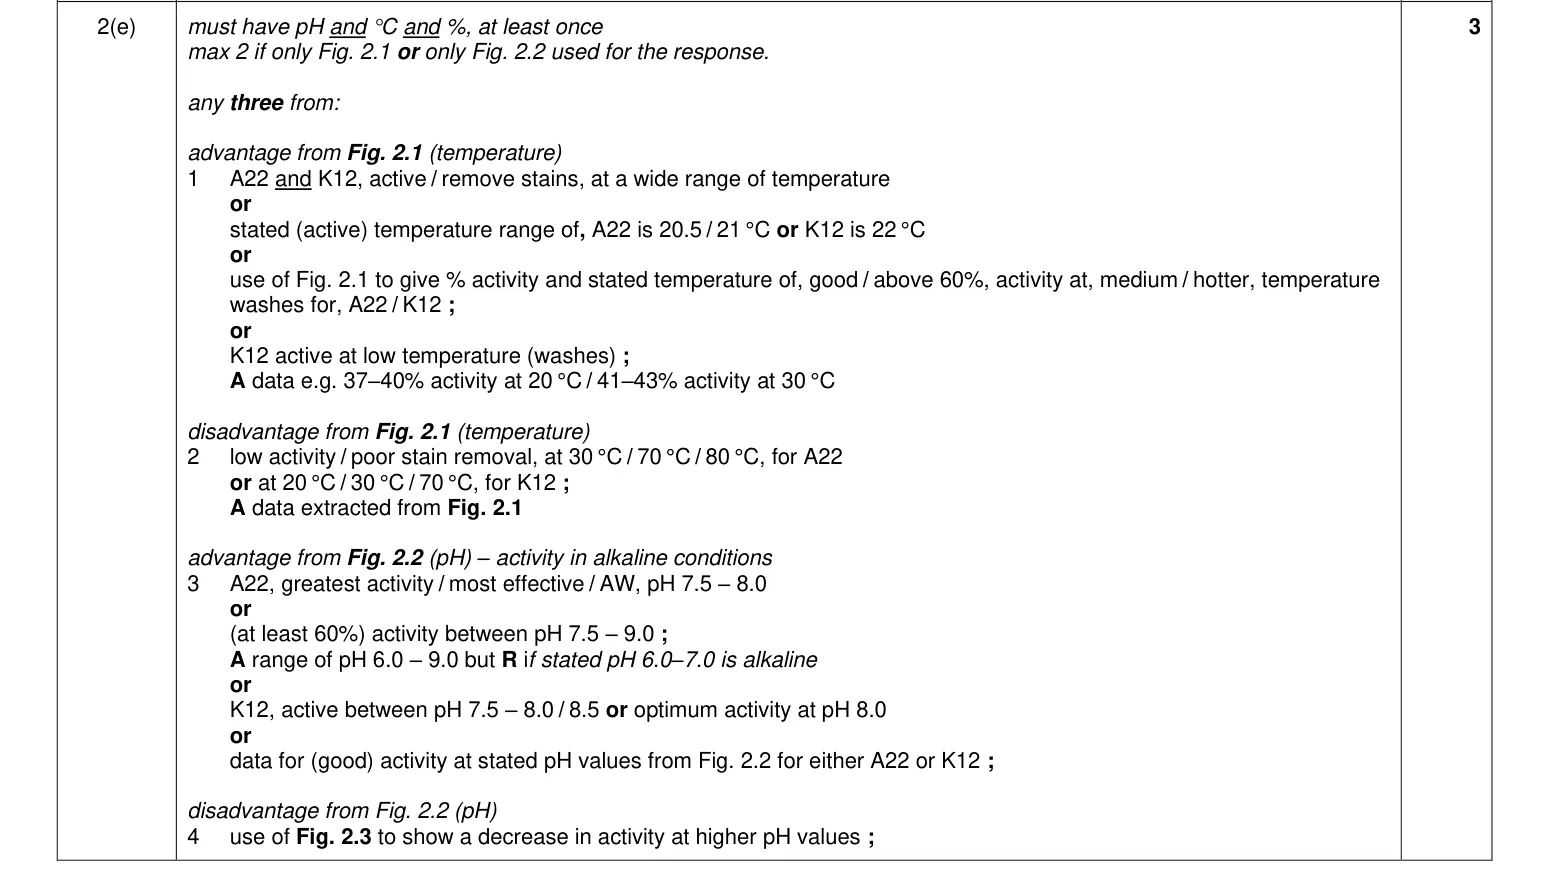 2(e)
must have pH and °C and %, at least once
3
max 2 if only Fig. 2.1 or only Fig. 2.2 used for the response.
any three from:
advantage from Fig. 2.1 (temperature)
1 A22 and K12, active / remove stains, at a wide range of temperature
or
stated (active) temperature range of, A22 is 20.5 / 21 °C or K12 is 22 °C
or
use of Fig. 2.1 to give % activity and stated temperature of, good / above 60%, activity at, medium / hotter, temperature
washes for, A22 / K12 ;
or
K12 active at low temperature (washes) ;
A data e.g. 37–40% activity at 20 °C / 41–43% activity at 30 °C
disadvantage from Fig. 2.1 (temperature)
2 low activity / poor stain removal, at 30 °C / 70 °C / 80 °C, for A22
or at 20 °C / 30 °C / 70 °C, for K12 ;
A data extracted from Fig. 2.1
advantage from Fig. 2.2 (pH) – activity in alkaline conditions
3 A22, greatest activity / most effective / AW, pH 7.5 – 8.0
or
(at least 60%) activity between pH 7.5 – 9.0 ;
A range of pH 6.0 – 9.0 but R if stated pH 6.0–7.0 is alkaline
or
K12, active between pH 7.5 – 8.0 / 8.5 or optimum activity at pH 8.0
or
data for (good) activity at stated pH values from Fig. 2.2 for either A22 or K12 ;
disadvantage from Fig. 2.2 (pH)
4 use of Fig. 2.3 to show a decrease in activity at higher pH values ;